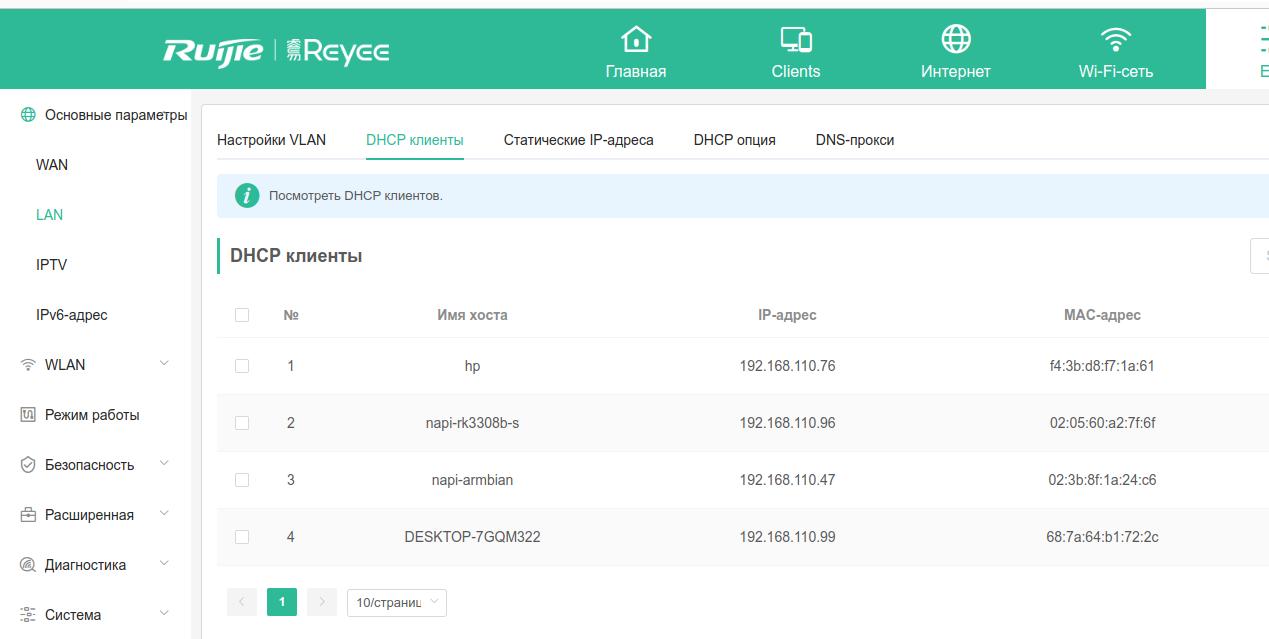 Ruijie Reyee
Главная Clients Интернет Wi-Fi-сеть
Основные параметры
WAN
LAN
IPTV
IPv6-адрес
WLAN
Режим работы
Безопасность
Расширенная
Диагностика
Система
Настройки VLAN DHCP клиенты Статические IP-адреса DHCP опция DNS-прокси
Посмотреть DHCP клиентов.
DHCP клиенты
№ Имя хоста IP-адрес MAC-адрес
1 hp 192.168.110.76 f4:3b:d8:f7:1a:61
2 napi-rk3308b-s 192.168.110.96 02:05:60:a2:7f:6f
3 napi-armbian 192.168.110.47 02:3b:8f:1a:24:c6
4 DESKTOP-7GQM322 192.168.110.99 68:7a:64:b1:72:2c
1 10/страниц